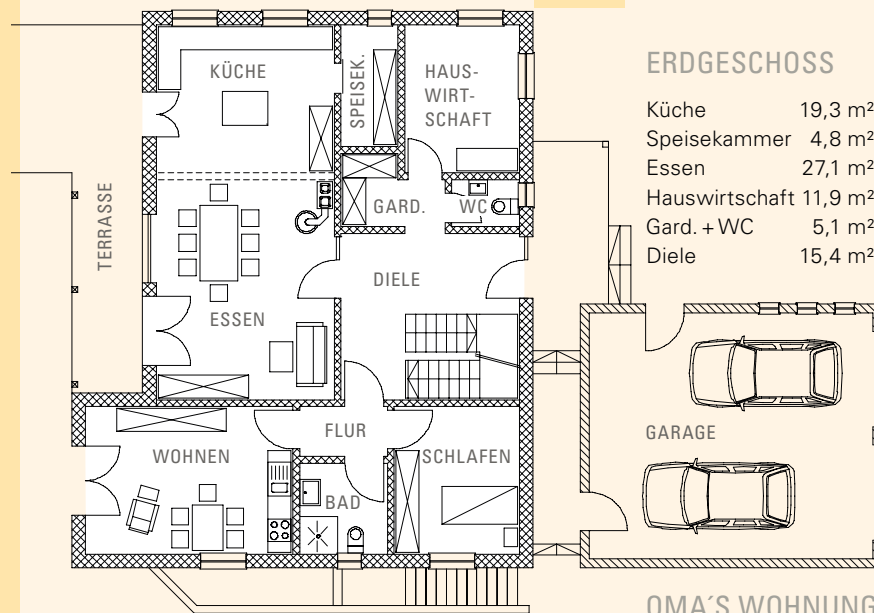 KÜCHE
SPEISEK.
HAUS-
WIRT-
SCHAFT
TERRASSE
GARD.
WC
DIELE
ESSEN
WOHNEN
FLUR
BAD
SCHLAFEN
GARAGE
ERDGESCHOSS
Küche 19,3 m²
Speisekammer 4,8 m²
Essen 27,1 m²
Hauswirtschaft 11,9 m²
Gard. + WC 5,1 m²
Diele 15,4 m²
OMA´S WOHNUNG